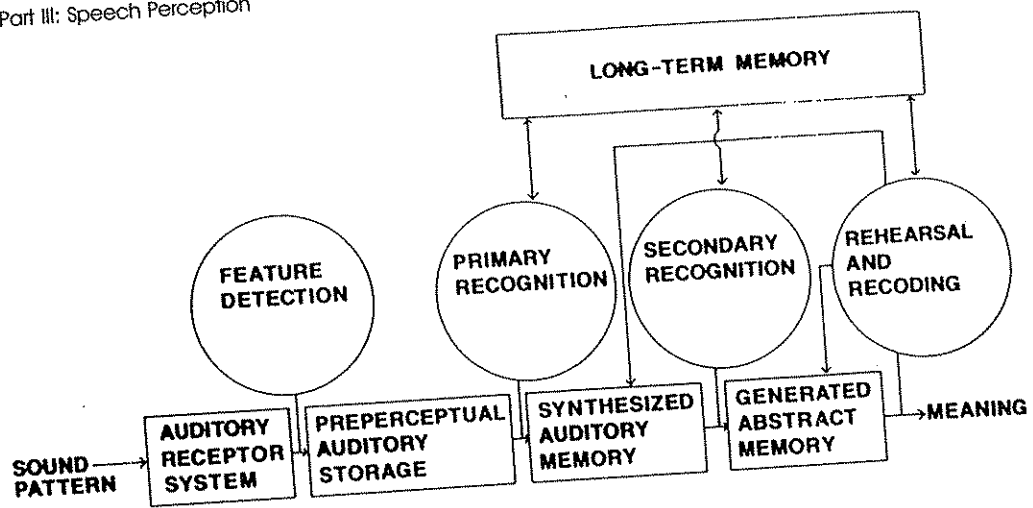 Part III: Speech Perception
LONG-TERM MEMORY
FEATURE
DETECTION
PRIMARY
RECOGNITION
SECONDARY
RECOGNITION
REHEARSAL
AND
RECODING
SOUND
PATTERN
AUDITORY
RECEPTOR
SYSTEM
PREPERCEPTUAL
AUDITORY
STORAGE
SYNTHESIZED
AUDITORY
MEMORY
GENERATED
ABSTRACT
MEMORY
MEANING